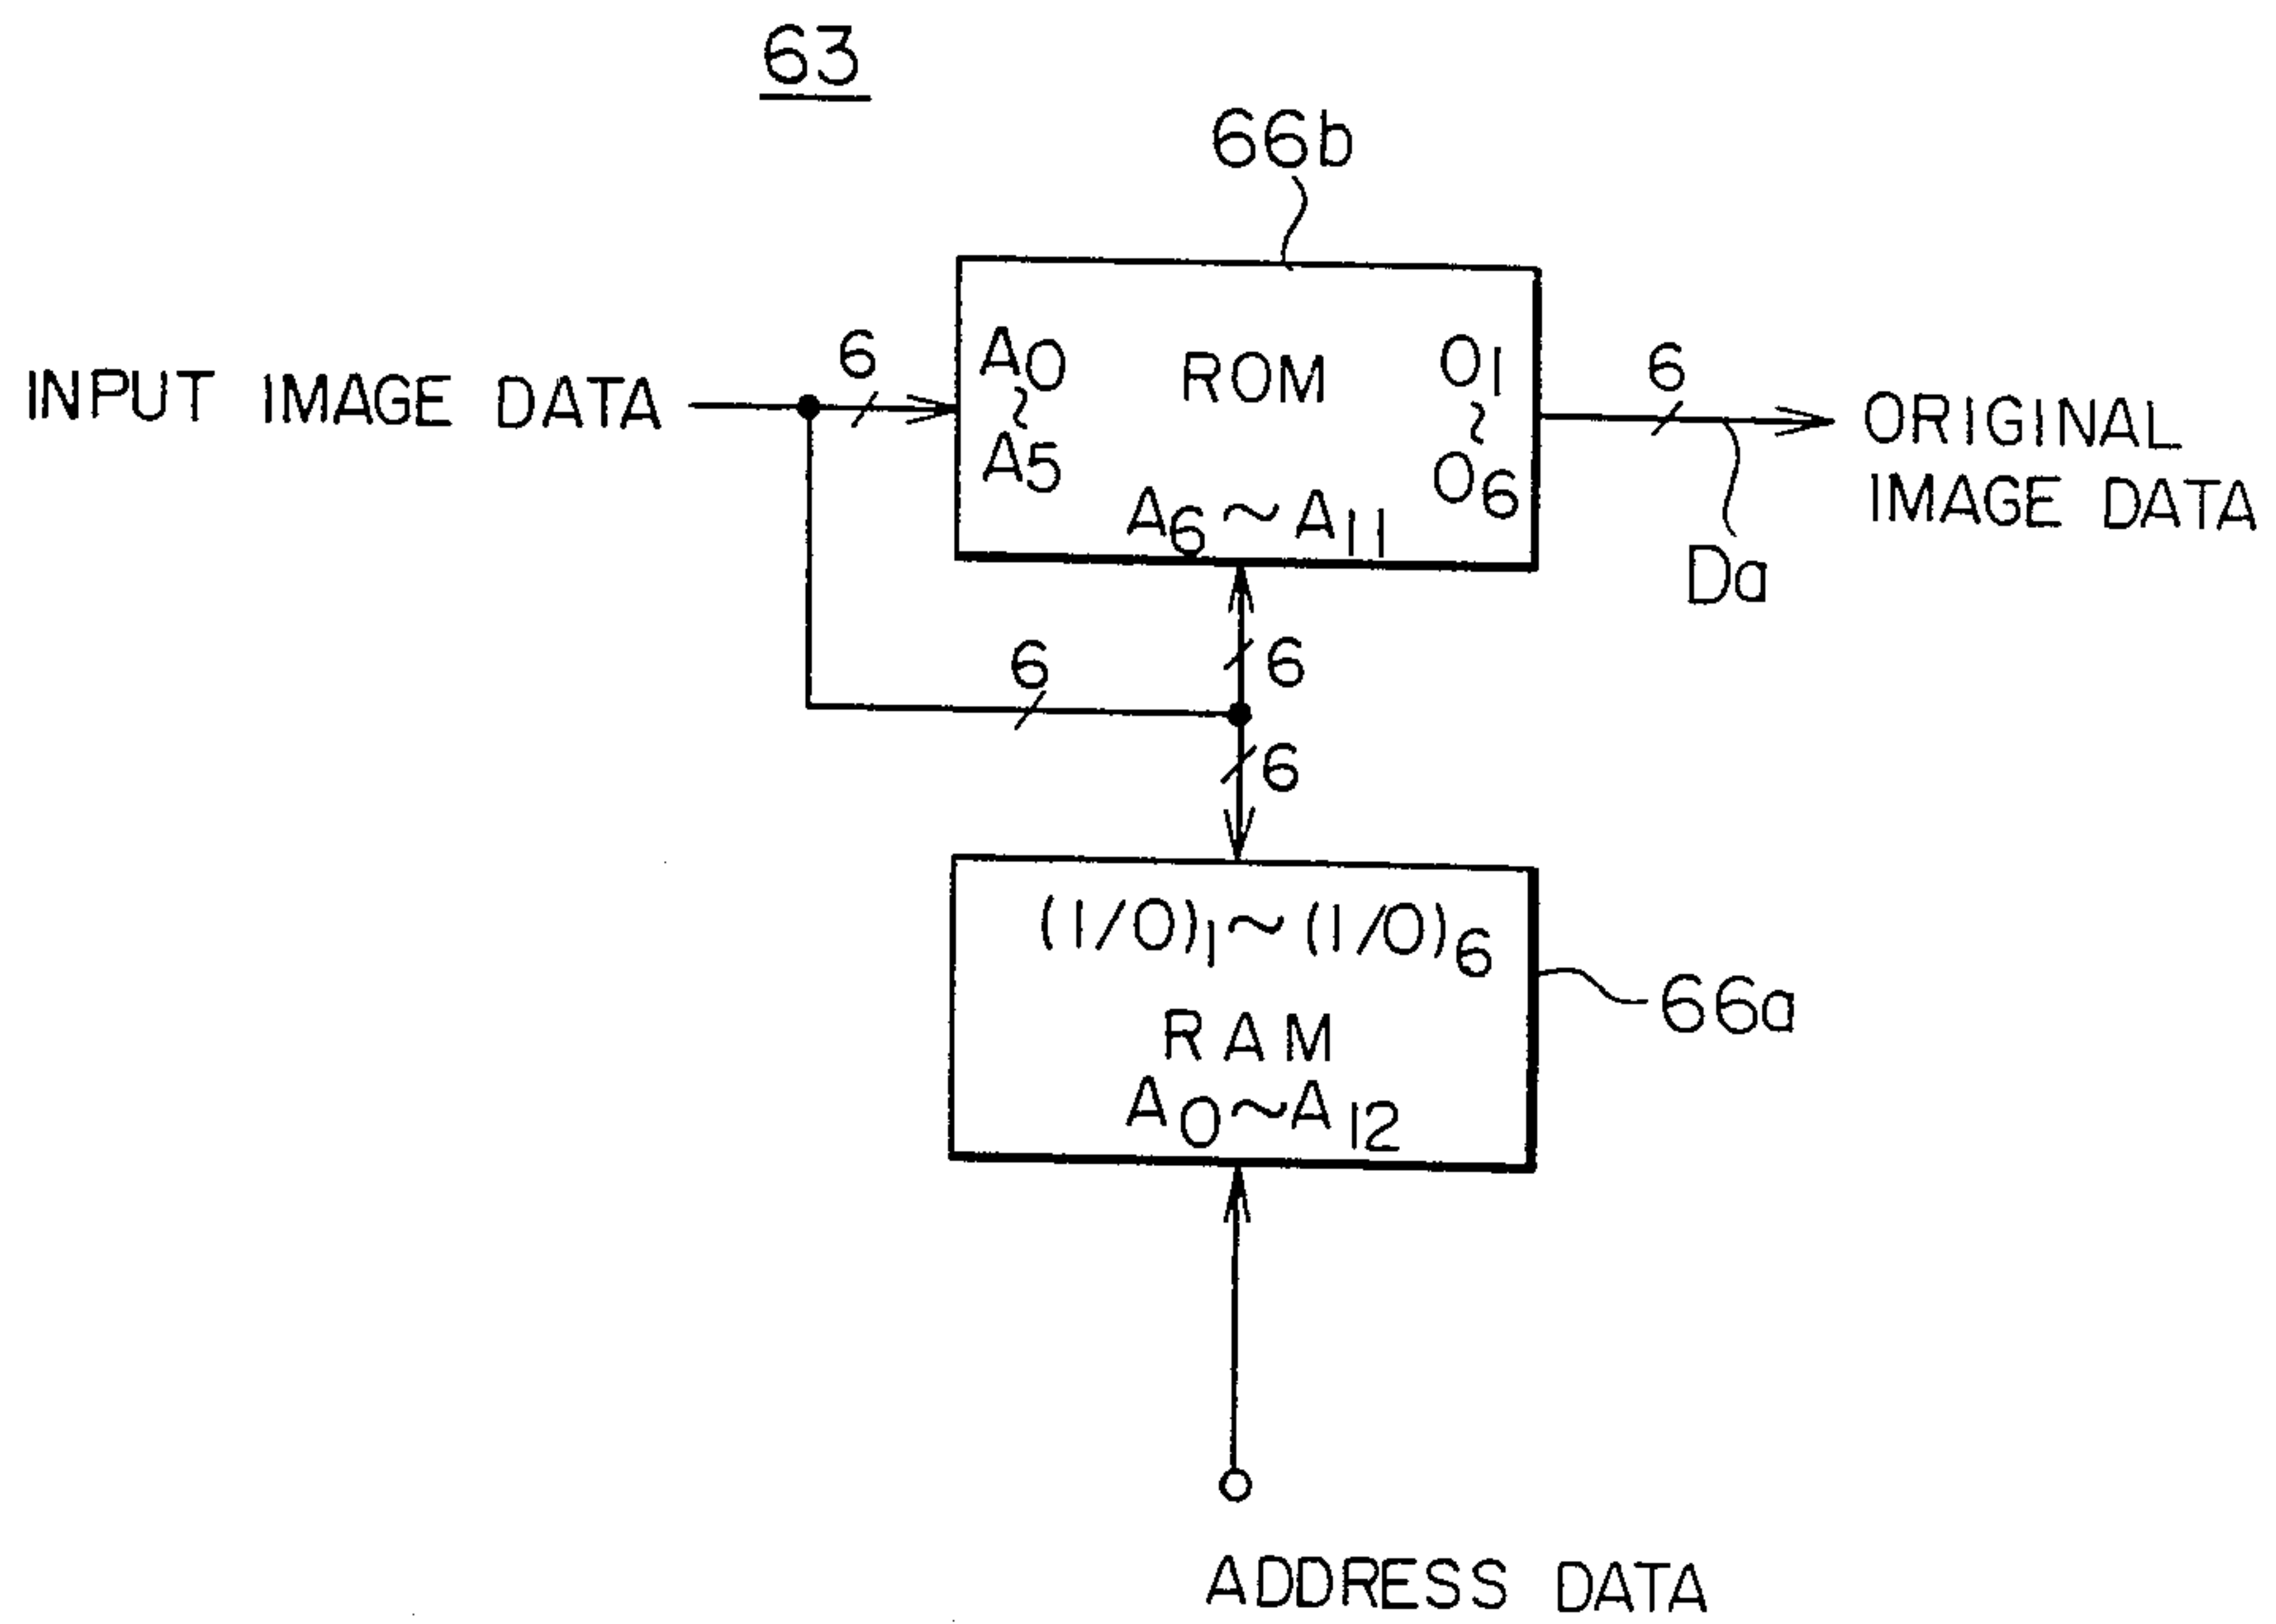 63
66b
INPUT IMAGE DATA
6
A0
~
A5
ROM
O1
~
O6
A6~A11
6
ORIGINAL
IMAGE DATA
Da
6
6
6
(I/O)1~(I/O)6
RAM
A0~A12
66a
ADDRESS DATA